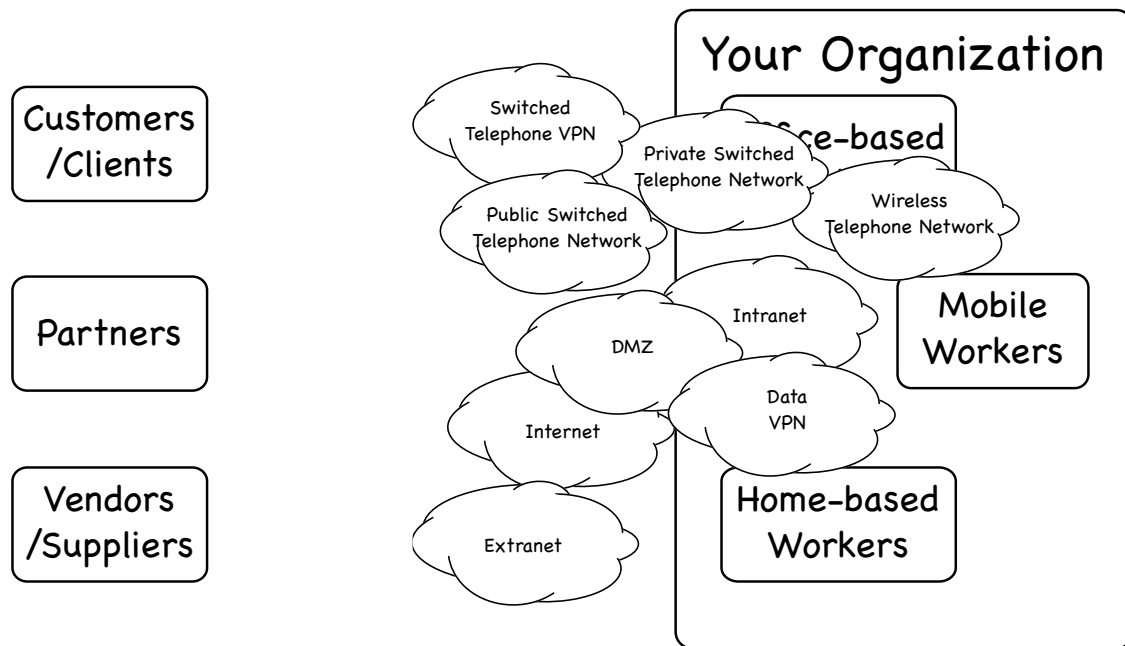 Your Organization
Customers
/Clients
Switched
Telephone VPN
ce-based
Private Switched
Telephone Network
Public Switched
Telephone Network
Wireless
Telephone Network
Partners
DMZ
Intranet
Mobile
Workers
Data
VPN
Internet
Vendors
/Suppliers
Extranet
Home-based
Workers